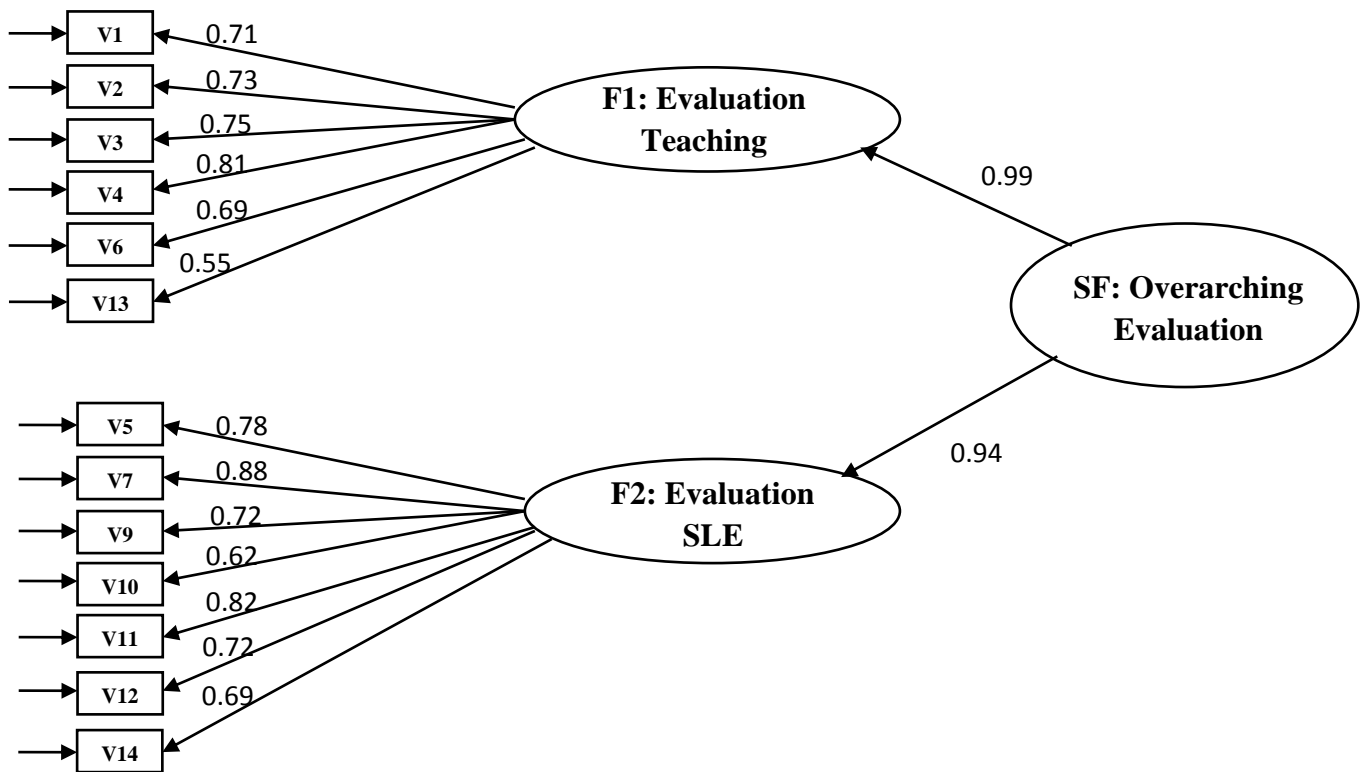 V1
0.71
V2
0.73
V3
0.75
V4
0.81
V6
0.69
V13
0.55
F1: Evaluation
Teaching
0.99
SF: Overarching
Evaluation
0.94
V5
0.78
V7
0.88
V9
0.72
V10
0.62
V11
0.82
V12
0.72
V14
0.69
F2: Evaluation
SLE